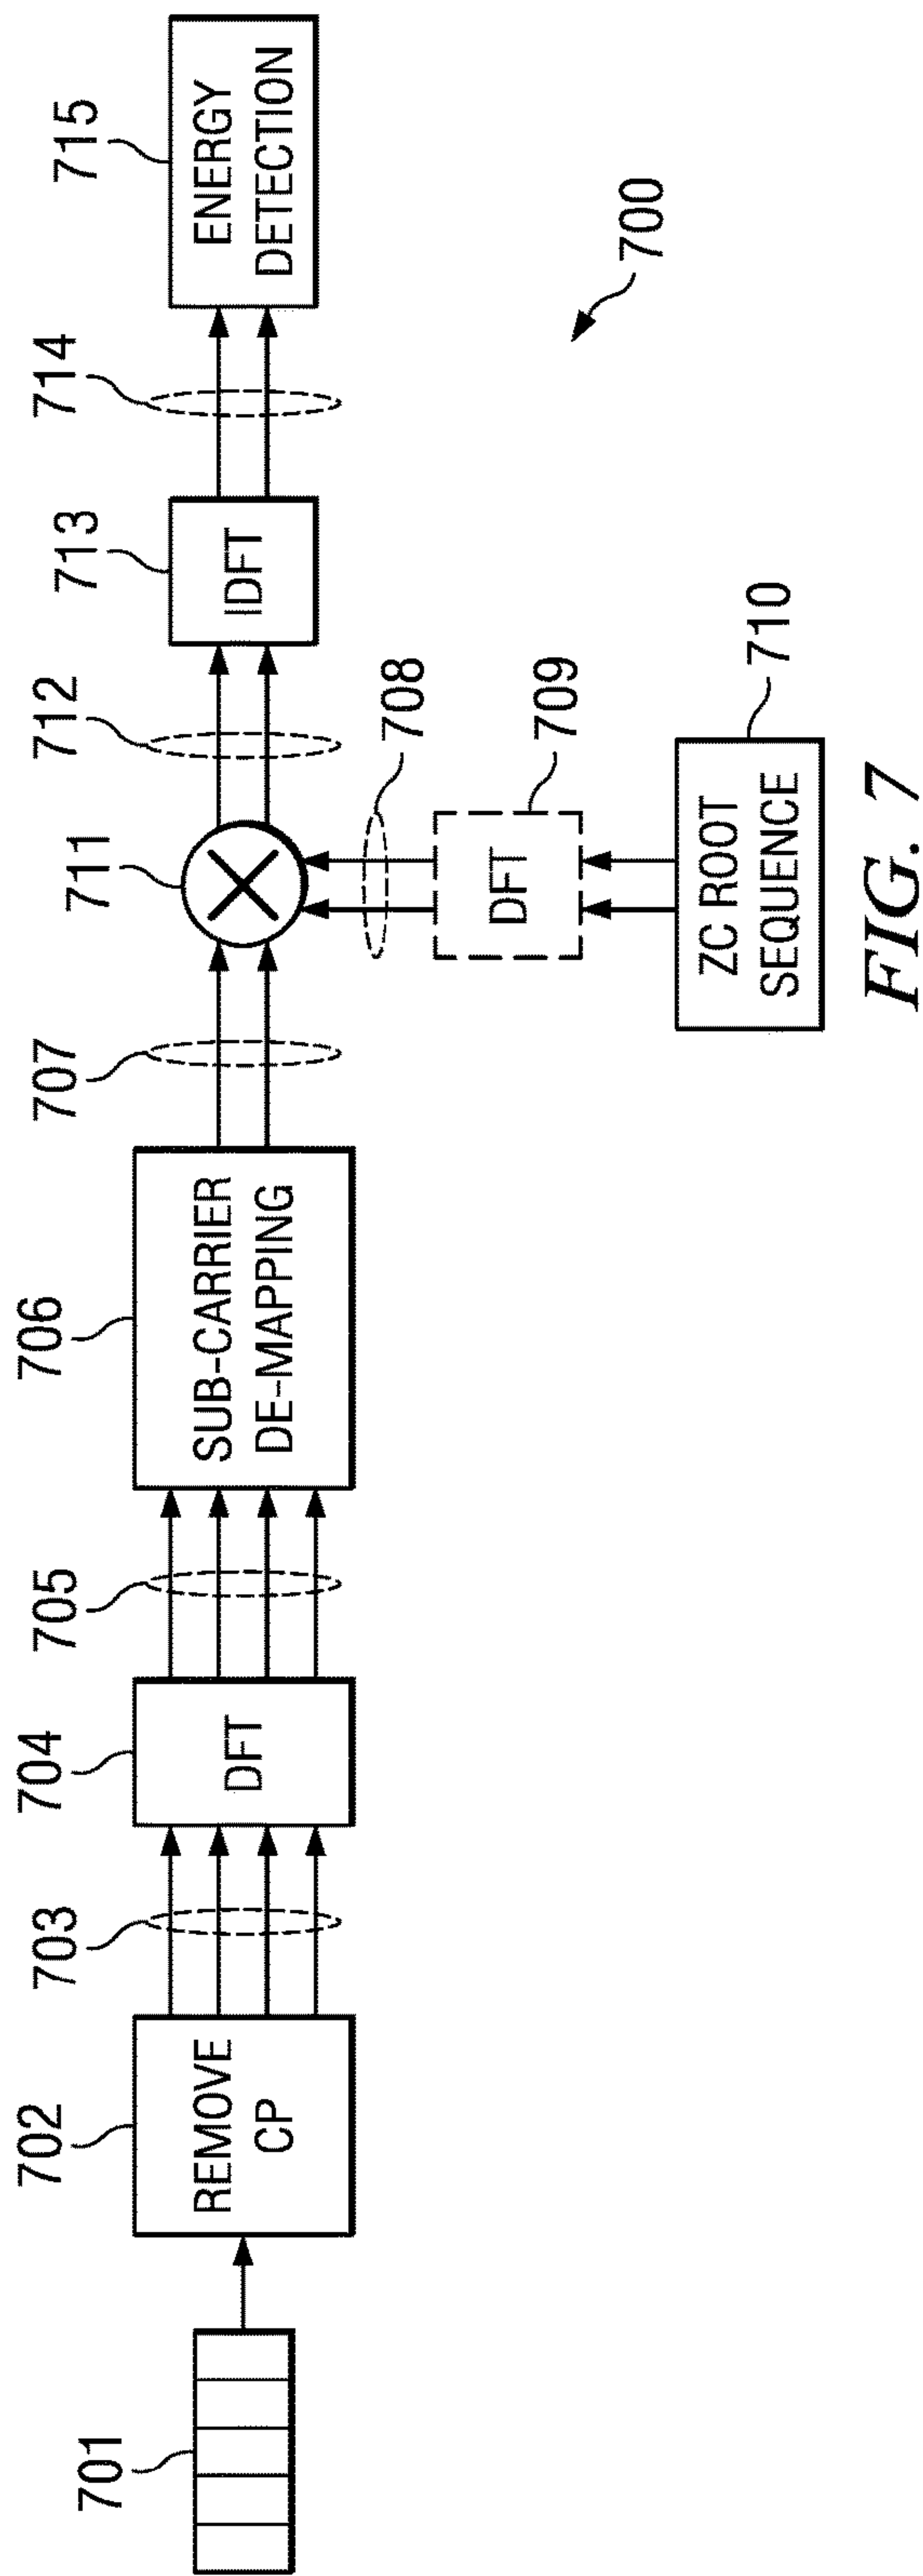 701
702
REMOVE
CP
703
704
DFT
705
706
SUB-CARRIER
DE-MAPPING
707
711
712
713
IDFT
714
715
ENERGY
DETECTION
708
709
DFT
710
ZC ROOT
SEQUENCE
700
FIG. 7